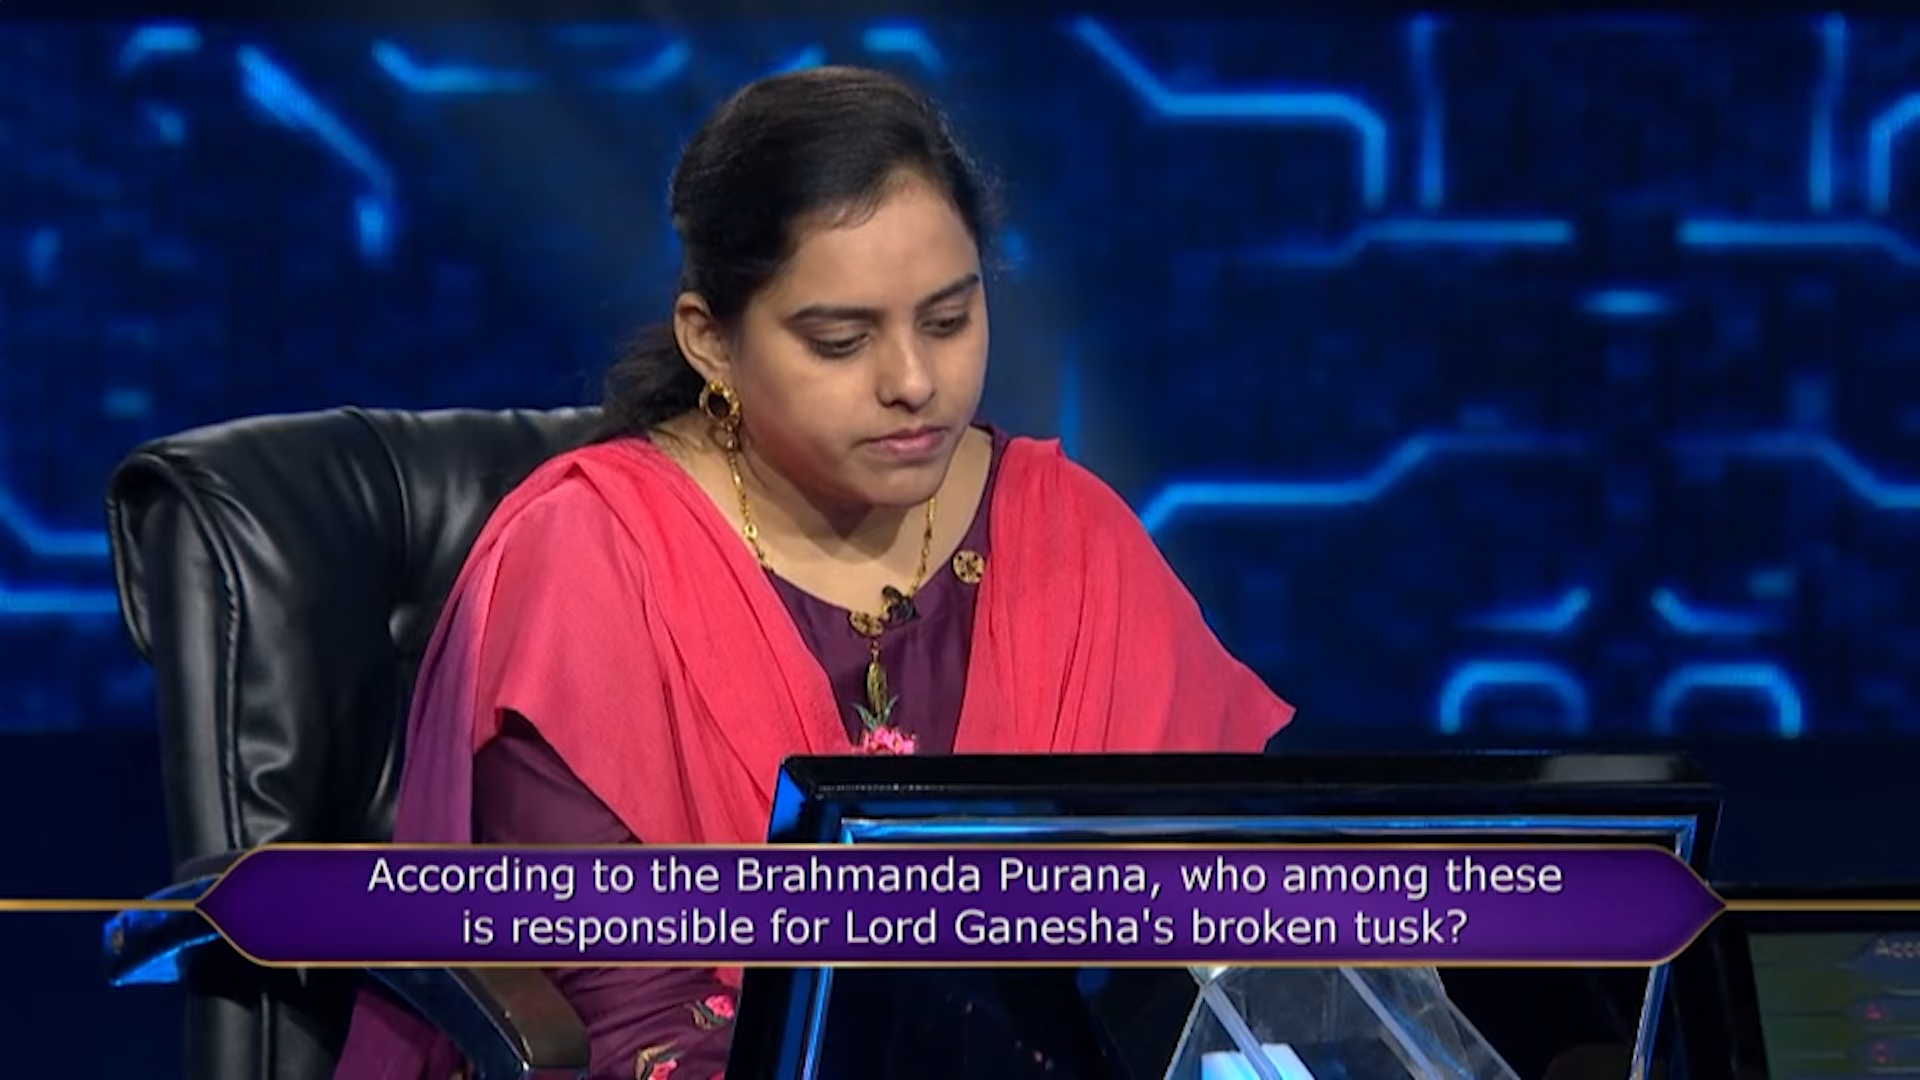 According to the Brahmanda Purana, who among these
is responsible for Lord Ganesha's broken tusk?